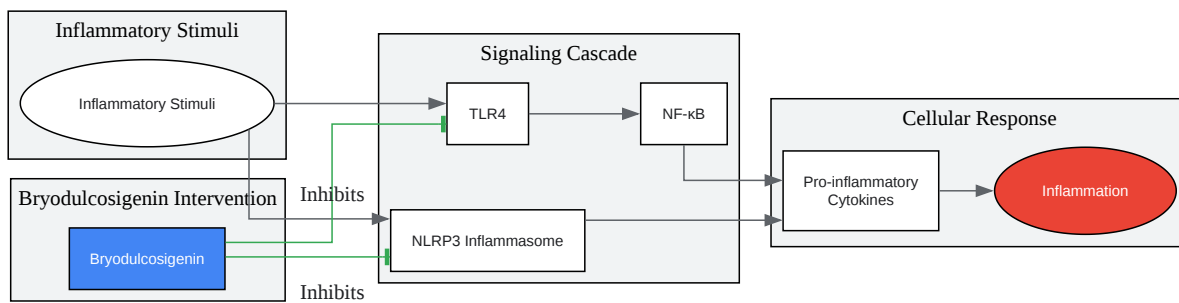 Inflammatory Stimuli
Inflammatory Stimuli
Bryodulcosigenin Intervention
Bryodulcosigenin
Inhibits
Inhibits
Signaling Cascade
TLR4
NF-κB
NLRP3 Inflammasome
Cellular Response
Pro-inflammatory
Cytokines
Inflammation